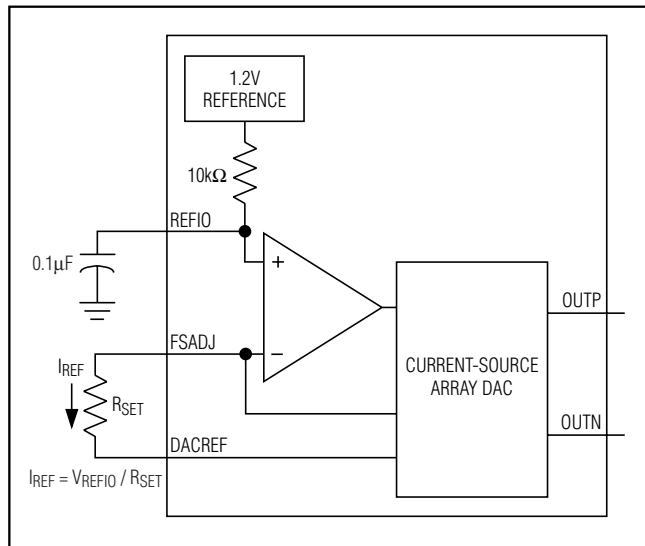 1.2V
REFERENCE
10kΩ
REFIO
0.1µF
+
OUTP
FSADJ
−
CURRENT-SOURCE
ARRAY DAC
IREF
RSET
OUTN
DACREF
IREF = VREFIO / RSET